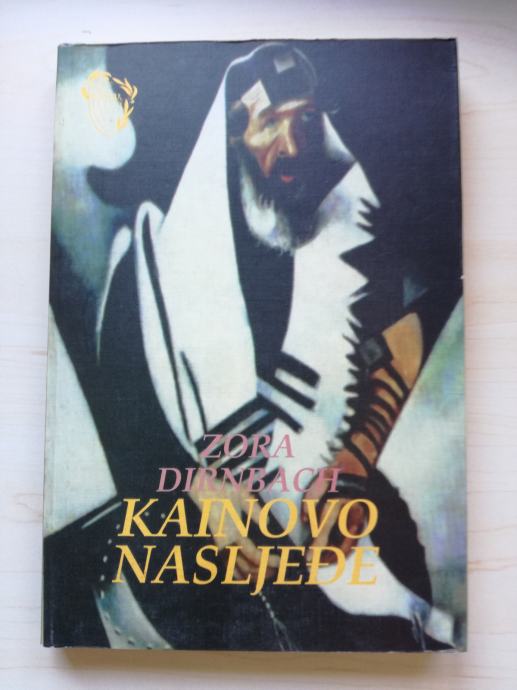 ZORA
DIRNBACH
KAINOVO
NASLJEĐE